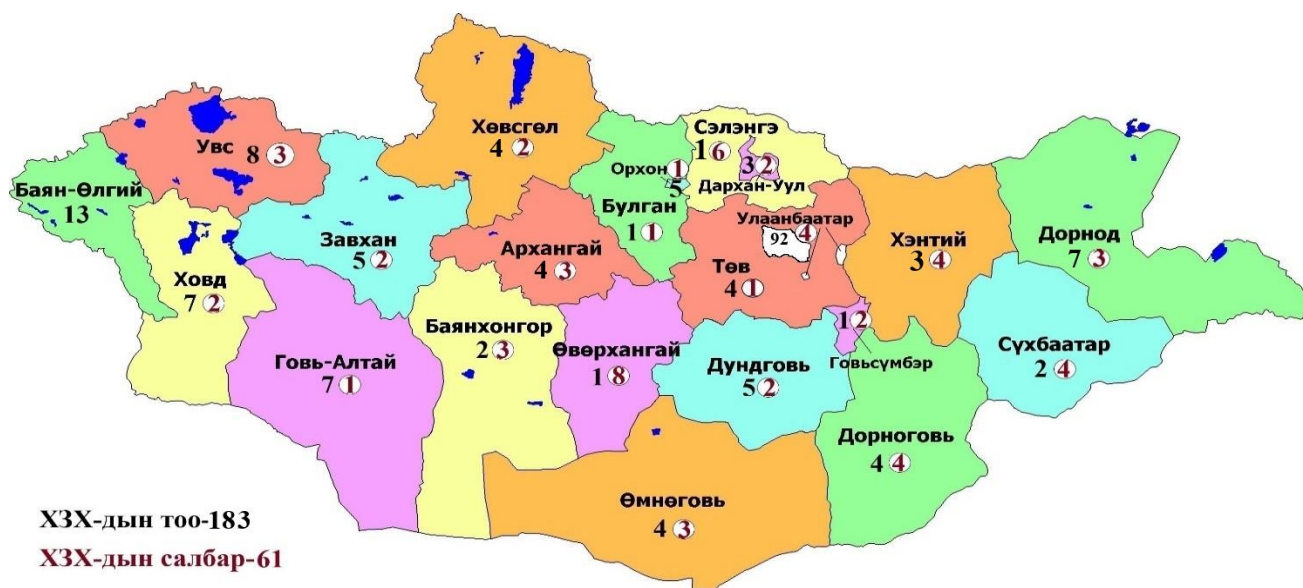 Увс
8 3
Баян-Өлгий
13
Ховд
7 2
Завхан
5 2
Говь-Алтай
7 1
Хөвсгөл
4 2
Архангай
4 3
Баянхонгор
2 3
Өвөрхангай
1 8
Орхон 1
5
Булган
1 1
Сэлэнгэ
1 6
3 2
Дархан-Уул
Улаанбаатар
92 4
Төв
4 1
1 2
Говьсүмбэр
Дундговь
5 2
Өмнөговь
4 3
Дорноговь
4 4
Хэнтий
3 4
Сүхбаатар
2 4
Дорнод
7 3
ХЗХ-дын тоо-183
ХЗХ-дын салбар-61